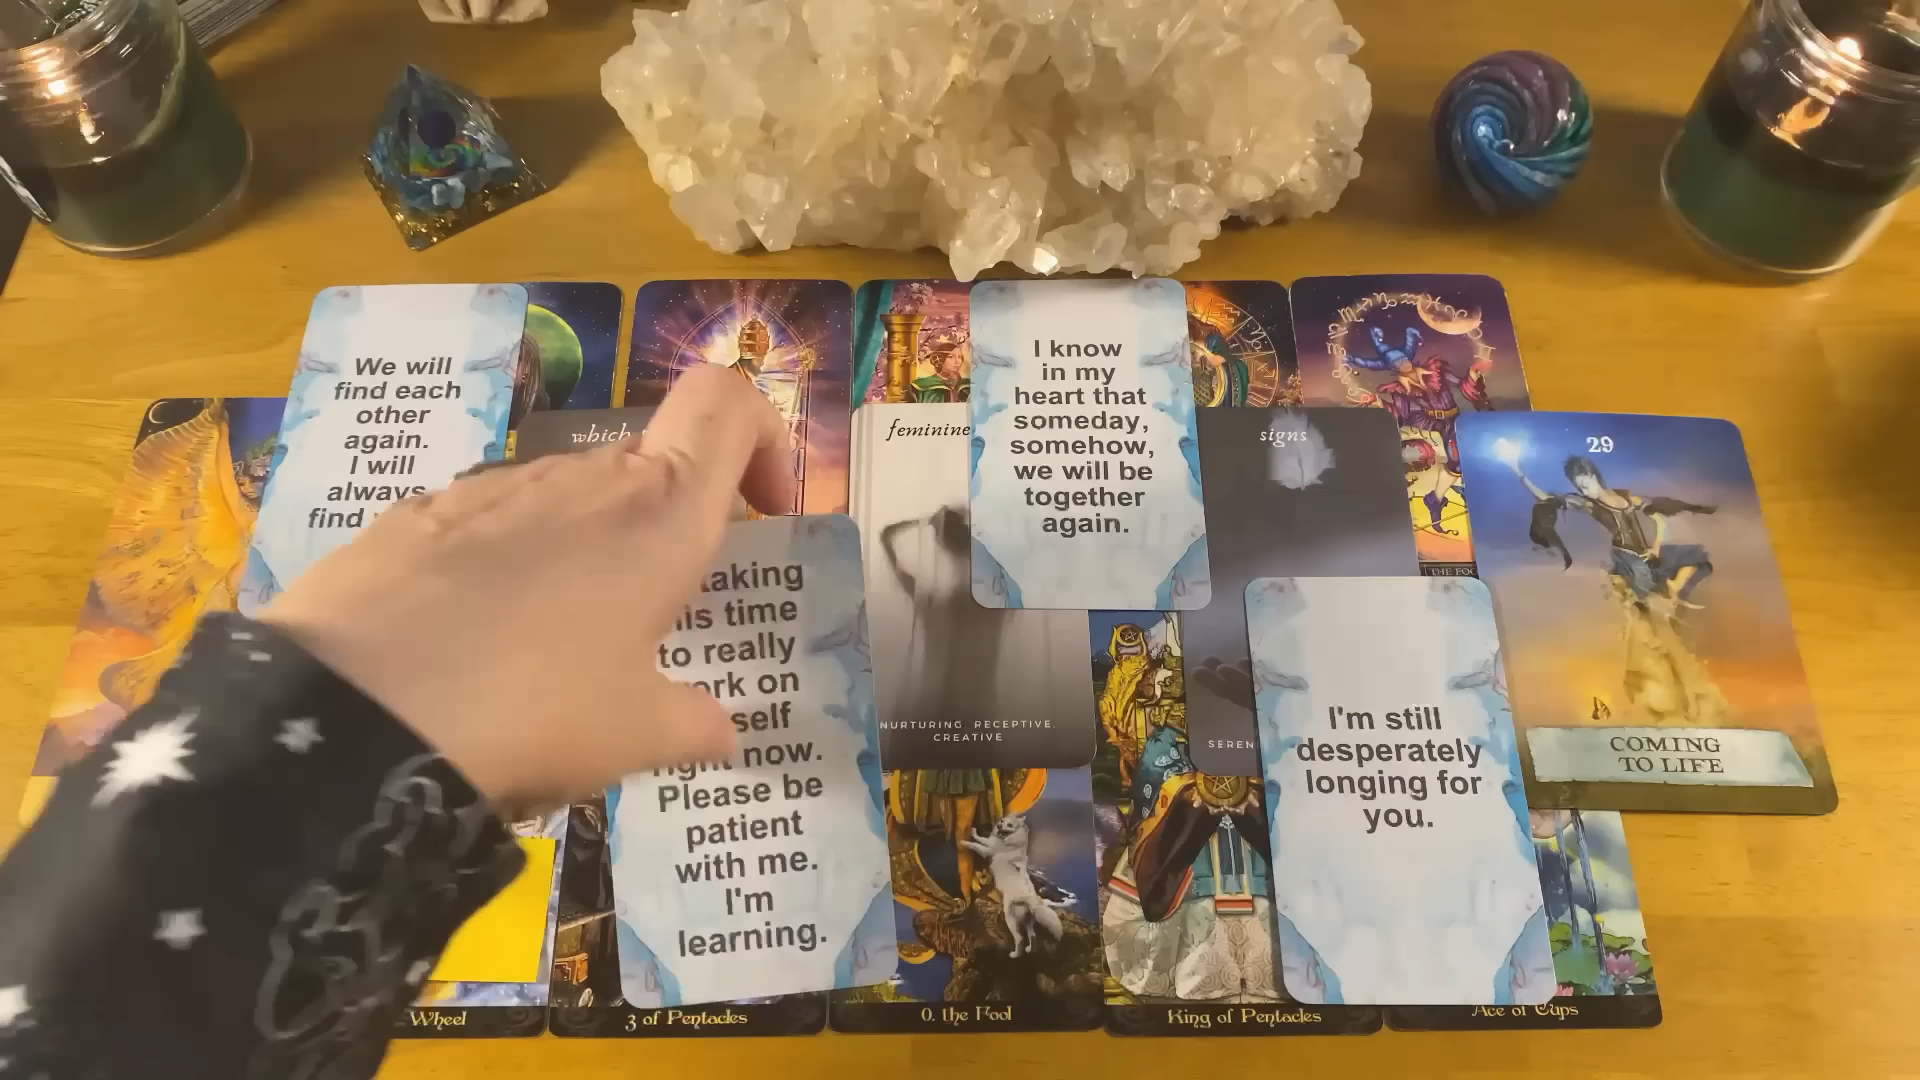 We will
find each
other
again.
I will
always
find
which
feminine
NURTURING, RECEPTIVE,
CREATIVE
I know
in my
heart that
someday,
somehow,
we will be
together
again.
signs
THE
29
COMING
TO LIFE
taking
time
to really
on
now.
Please be
patient
with me.
I'm
learning.
I'm still
desperately
longing for
you.
Wheel
3 of Pentacles
0. the Fool
King of Pentacles
Ace of Cups